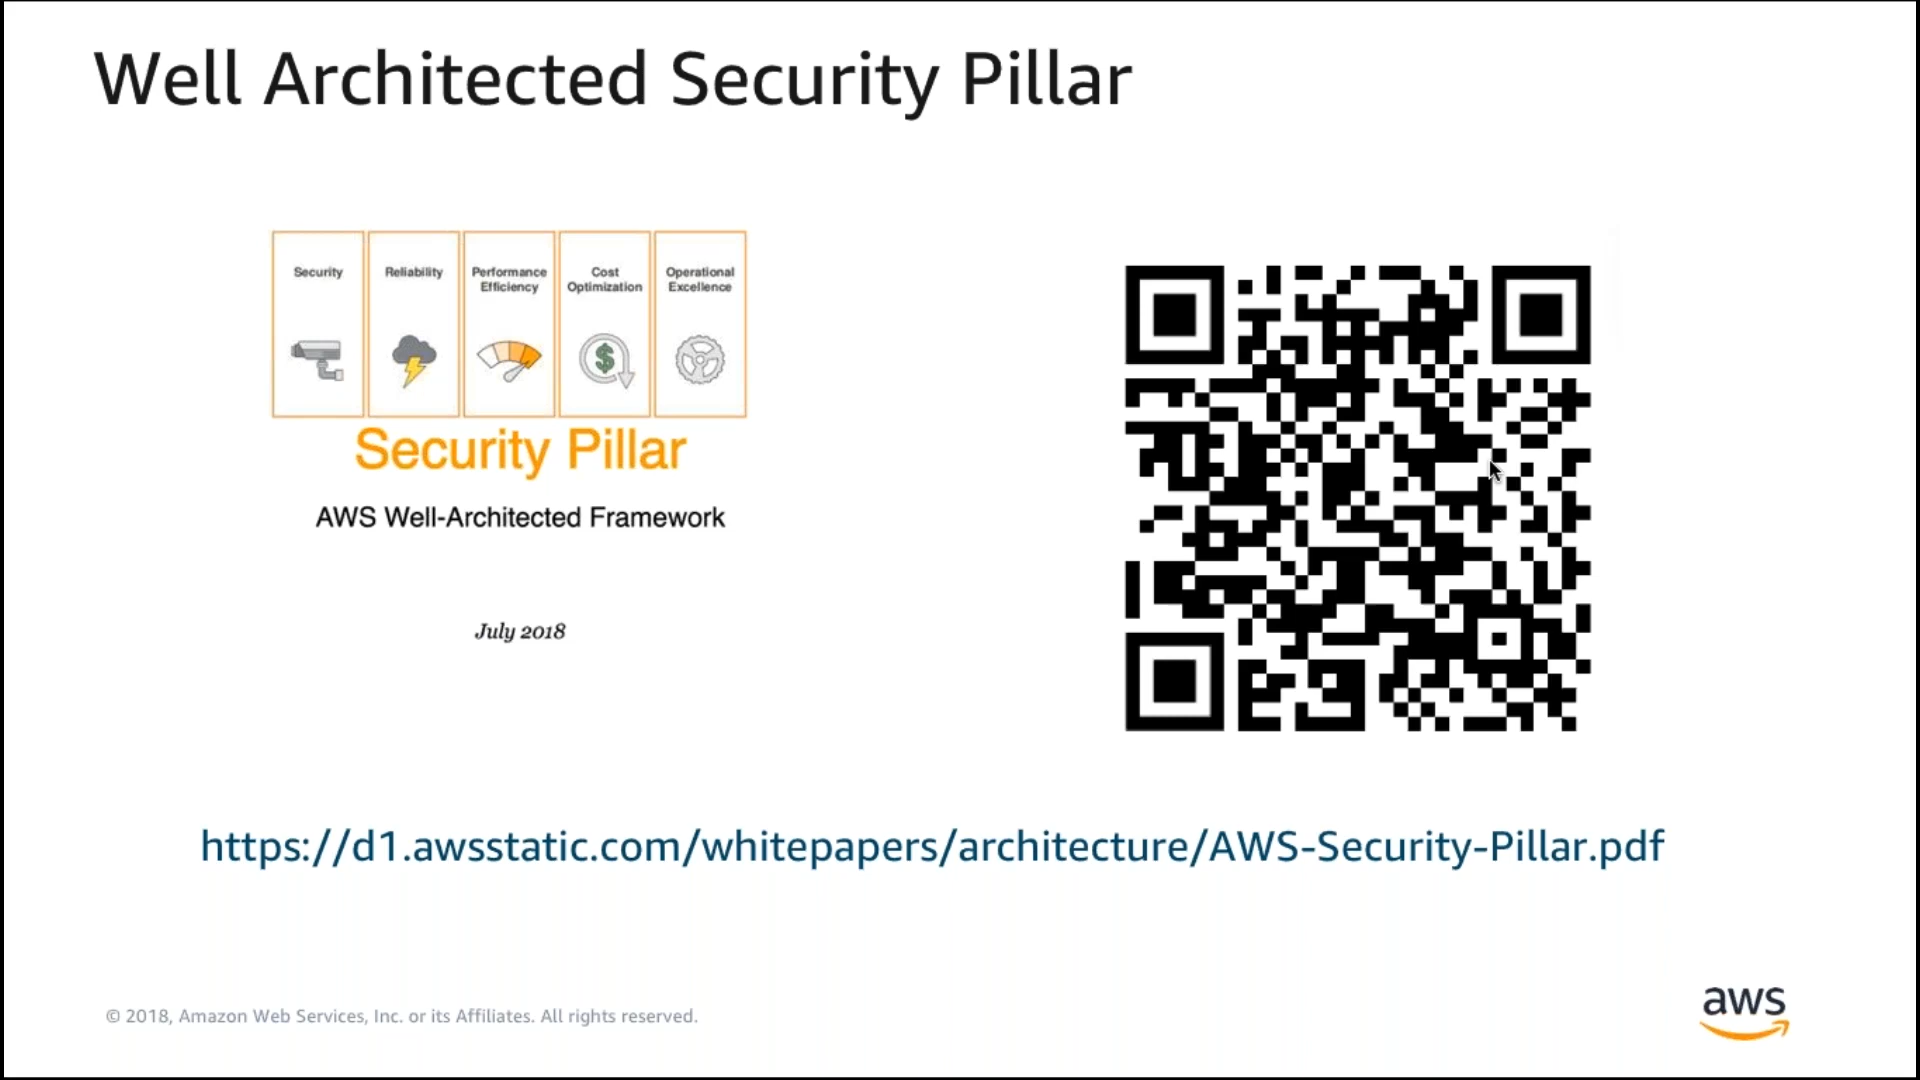 Well Architected Security Pillar
Security
Reliability
Performance
Efficiency
Cost
Optimization
Operational
Excellence
Security Pillar
AWS Well-Architected Framework
July 2018
https://d1.awsstatic.com/whitepapers/architecture/AWS-Security-Pillar.pdf
© 2018, Amazon Web Services, Inc. or its Affiliates. All rights reserved.
aws